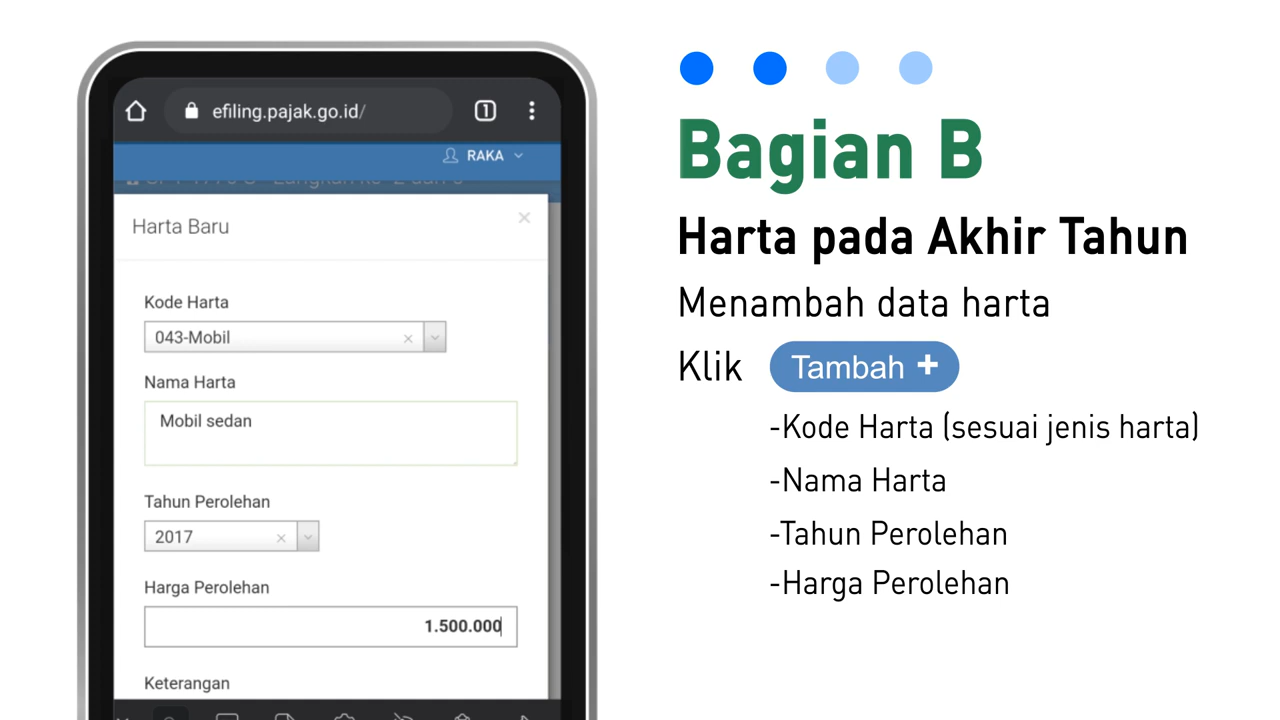 efiling.pajak.go.id/
1
RAKA
Harta Baru
Kode Harta
043-Mobil
Nama Harta
Mobil sedan
Tahun Perolehan
2017
Harga Perolehan
1.500.000
Keterangan
Bagian B
Harta pada Akhir Tahun
Menambah data harta
Klik Tambah +
-Kode Harta (sesuai jenis harta)
-Nama Harta
-Tahun Perolehan
-Harga Perolehan